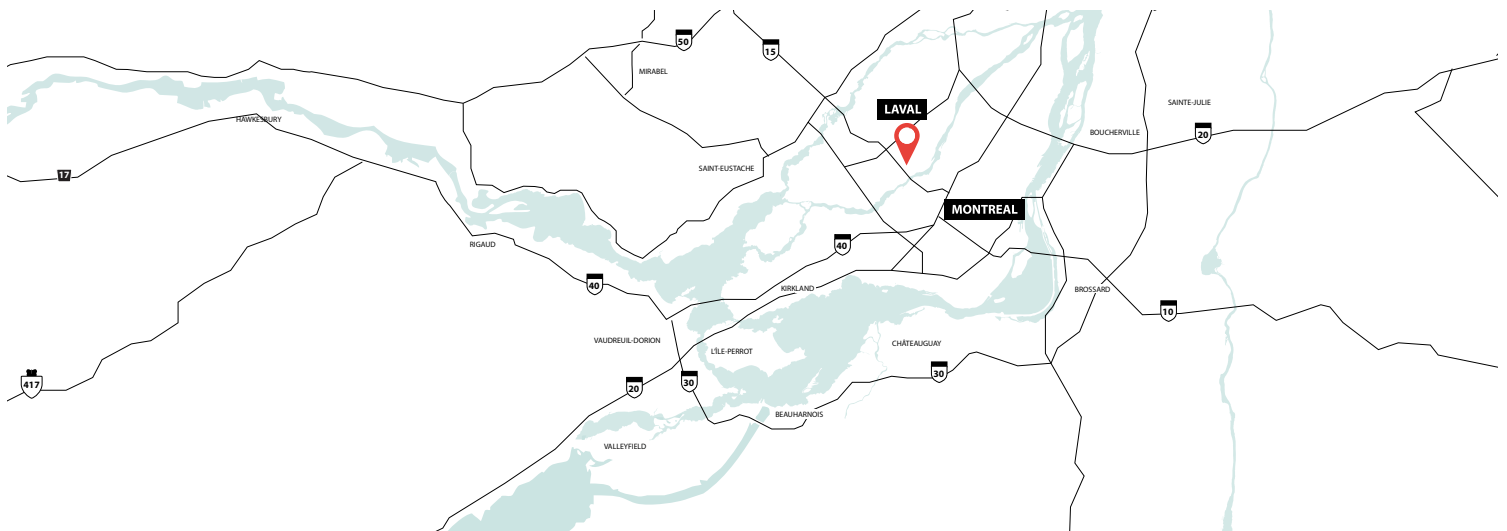 50
15
MIRABEL
SAINTE-JULIE
LAVAL
HAWKESBURY
BOUCHERVILLE
20
SAINT-EUSTACHE
17
MONTREAL
RIGAUD
40
40
KIRKLAND
BROSSARD
10
VAUDREUIL-DORION
L'ÎLE-PERROT
CHÂTEAUGUAY
417
20
30
30
BEAUHARNOIS
VALLEYFIELD